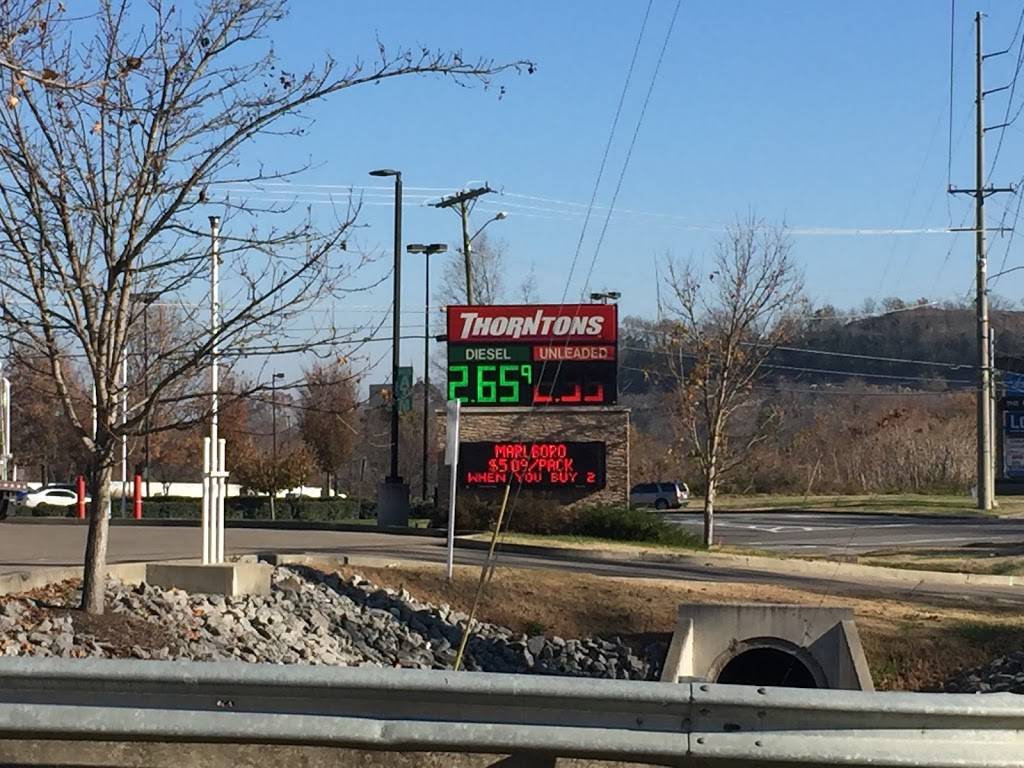 THORNTONS
DIESEL UNLEADED
2.65⁹
MARLBORO
$5.09/PACK
WHEN YOU BUY 2